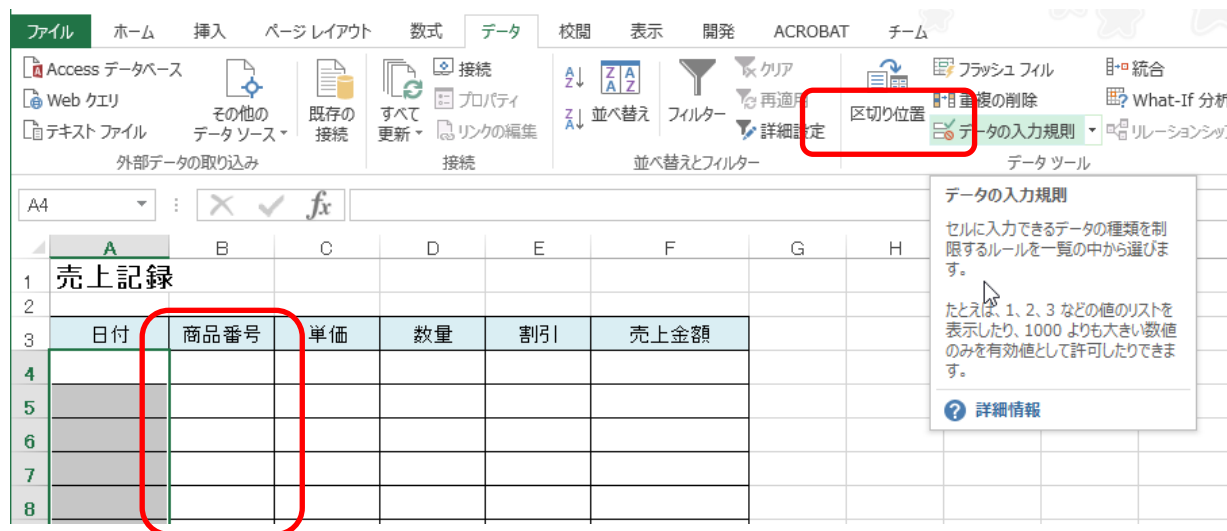 ファイル ホーム 挿入 ページ レイアウト 数式 データ 校閲 表示 開発 ACROBAT チーム
Access データベース
Web クエリ
テキスト ファイル
その他の
データ ソース
既存の
接続
外部データの取り込み
すべて
更新
接続
プロパティ
リンクの編集
接続
並べ替え
フィルター
クリア
再適用
詳細設定
並べ替えとフィルター
区切り位置
フラッシュ フィル
重複の削除
データの入力規則
統合
What-If 分析
リレーションシッ
データ ツール
A4
fx
A B C D E F G H
1 売上記録
2
3 日付 商品番号 単価 数量 割引 売上金額
4
5
6
7
8
データの入力規則
セルに入力できるデータの種類を制
限するルールを一覧の中から選びま
す。
たとえば、1、2、3 などの値のリストを
表示したり、1000 よりも大きい数値
のみを有効値として許可したりできま
す。
詳細情報